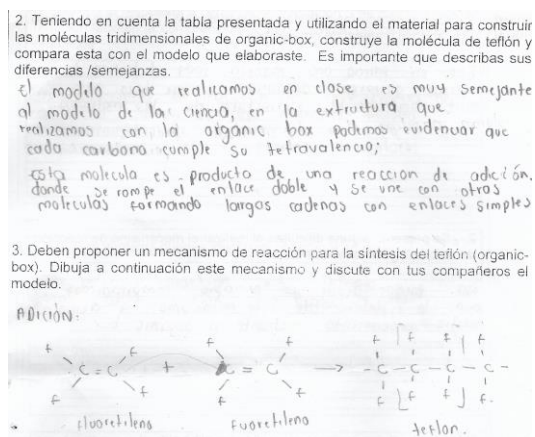 2. Teniendo en cuenta la tabla presentada y utilizando el material para construir
las moléculas tridimensionales de organic-box, construye la molécula de teflón y
compara esta con el modelo que elaboraste. Es importante que describas sus
diferencias /semejanzas.
El modelo que realizamos en clase es muy semejante
al modelo de la ciencia, en la extructura que
realizamos con la organic box podemos evidenciar que
cada carbono cumple su tetravalencia;
esta molecula es producto de una reaccion de adición.
donde se rompe el enlace doble y se une con otras
moleculas formando largas cadenas con enlaces simples
3. Deben proponer un mecanismo de reacción para la síntesis del teflón (organic-
box). Dibuja a continuación este mecanismo y discute con tus compañeros el
modelo.
ADICIÓN:
F F F F F F F F
C = C + C = C → - C - C - C - C -
F F F F F F F F.
fluoretileno fuoretileno teflon.